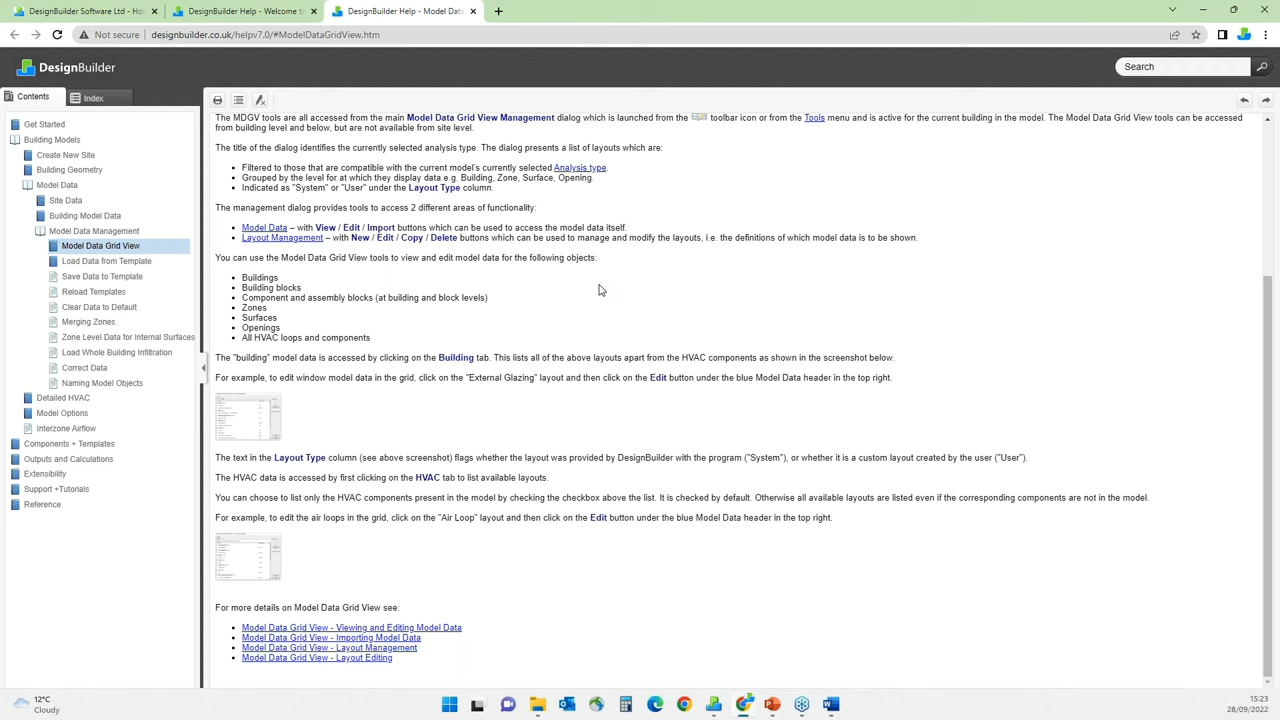 DesignBuilder Software Ltd - Ho
DesignBuilder Help - Welcome to
DesignBuilder Help - Model Data
Not secure
designbuilder.co.uk/helpv7.0/#ModelDataGridView.htm
DesignBuilder
Search
Contents
Index
Get Started
Building Models
Create New Site
Building Geometry
Model Data
Site Data
Building Model Data
Model Data Management
Model Data Grid View
Load Data from Template
Save Data to Template
Reload Templates
Clear Data to Default
Merging Zones
Zone Level Data for Internal Surfaces
Load Whole Building Infiltration
Correct Data
Naming Model Objects
Detailed HVAC
Model Options
Interzone Airflow
Components + Templates
Outputs and Calculations
Extensibility
Support +Tutorials
Reference
The MDGV tools are all accessed from the main Model Data Grid View Management dialog which is launched from the toolbar icon or from the Tools menu and is active for the current building in the model. The Model Data Grid View tools can be accessed
from building level and below, but are not available from site level.
The title of the dialog identifies the currently selected analysis type. The dialog presents a list of layouts which are:
• Filtered to those that are compatible with the current model's currently selected Analysis type.
• Grouped by the level for at which they display data e.g. Building, Zone, Surface, Opening.
• Indicated as "System" or "User" under the Layout Type column.
The management dialog provides tools to access 2 different areas of functionality:
• Model Data – with View / Edit / Import buttons which can be used to access the model data itself.
• Layout Management – with New / Edit / Copy / Delete buttons which can be used to manage and modify the layouts, i.e. the definitions of which model data is to be shown.
You can use the Model Data Grid View tools to view and edit model data for the following objects:
• Buildings
• Building blocks
• Component and assembly blocks (at building and block levels)
• Zones
• Surfaces
• Openings
• All HVAC loops and components
The "building" model data is accessed by clicking on the Building tab. This lists all of the above layouts apart from the HVAC components as shown in the screenshot below.
For example, to edit window model data in the grid, click on the "External Glazing" layout and then click on the Edit button under the blue Model Data header in the top right.
The text in the Layout Type column (see above screenshot) flags whether the layout was provided by DesignBuilder with the program ("System"), or whether it is a custom layout created by the user ("User").
The HVAC data is accessed by first clicking on the HVAC tab to list available layouts.
You can choose to list only the HVAC components present in the model by checking the checkbox above the list. It is checked by default. Otherwise all available layouts are listed even if the corresponding components are not in the model.
For example, to edit the air loops in the grid, click on the "Air Loop" layout and then click on the Edit button under the blue Model Data header in the top right.
For more details on Model Data Grid View see:
• Model Data Grid View - Viewing and Editing Model Data
• Model Data Grid View - Importing Model Data
• Model Data Grid View - Layout Management
• Model Data Grid View - Layout Editing
12°C
Cloudy
15:23
28/09/2022